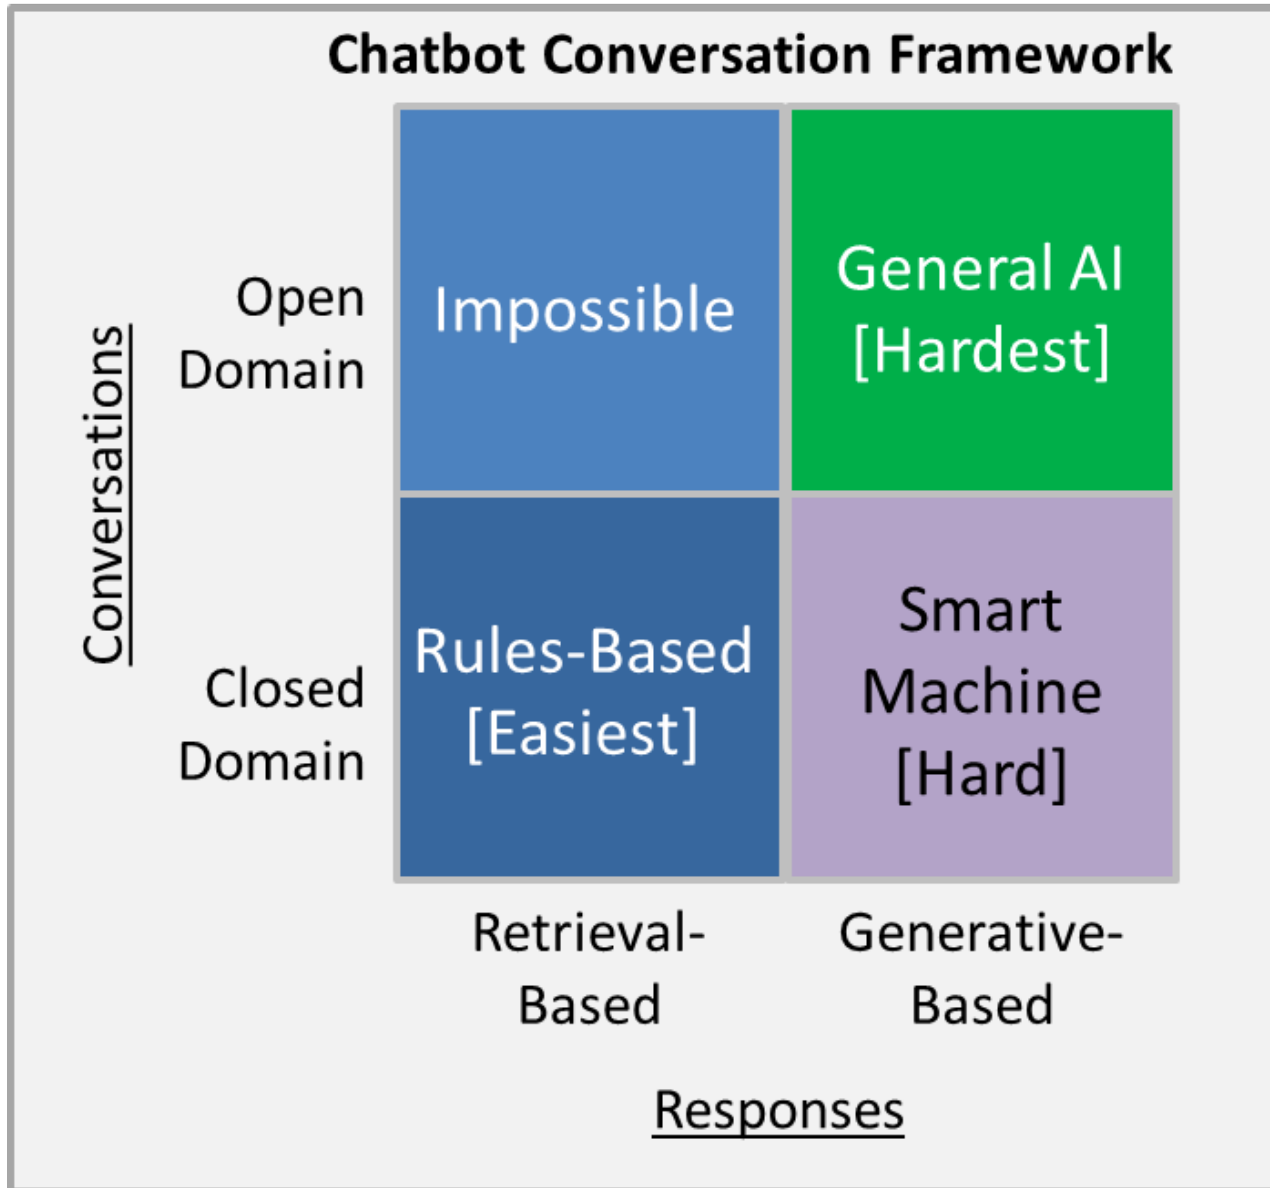 Chatbot Conversation Framework
Conversations
Open
Domain
Impossible
General AI
[Hardest]
Closed
Domain
Rules-Based
[Easiest]
Smart
Machine
[Hard]
Retrieval-
Based
Generative-
Based
Responses